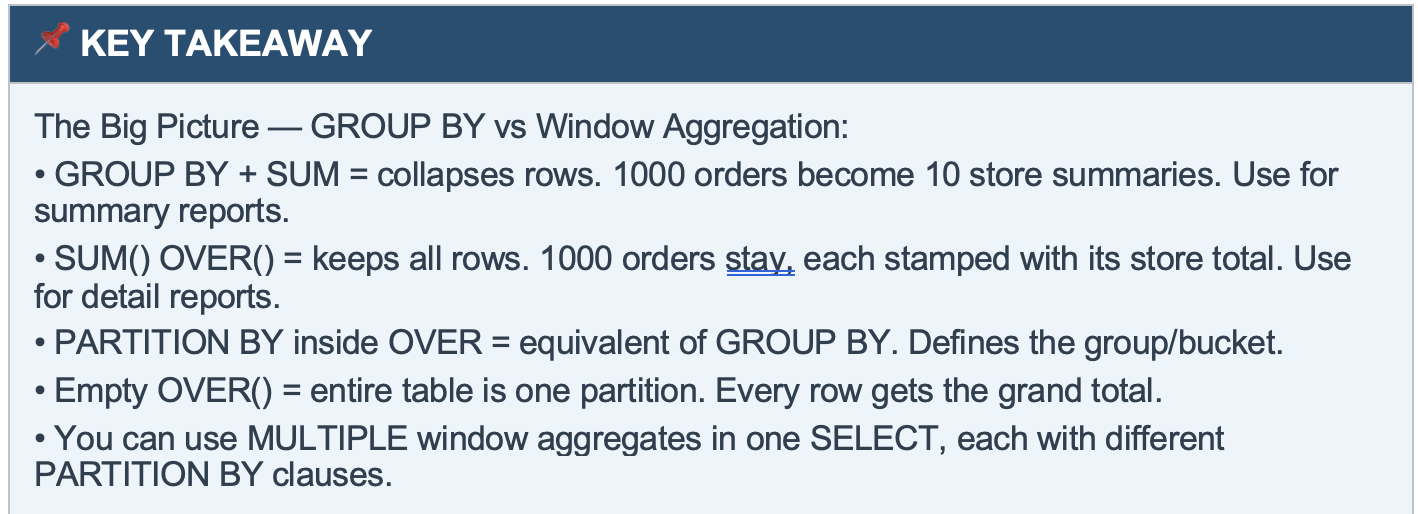 KEY TAKEAWAY
The Big Picture — GROUP BY vs Window Aggregation:
• GROUP BY + SUM = collapses rows. 1000 orders become 10 store summaries. Use for
summary reports.
• SUM() OVER() = keeps all rows. 1000 orders stay, each stamped with its store total. Use
for detail reports.
• PARTITION BY inside OVER = equivalent of GROUP BY. Defines the group/bucket.
• Empty OVER() = entire table is one partition. Every row gets the grand total.
• You can use MULTIPLE window aggregates in one SELECT, each with different
PARTITION BY clauses.